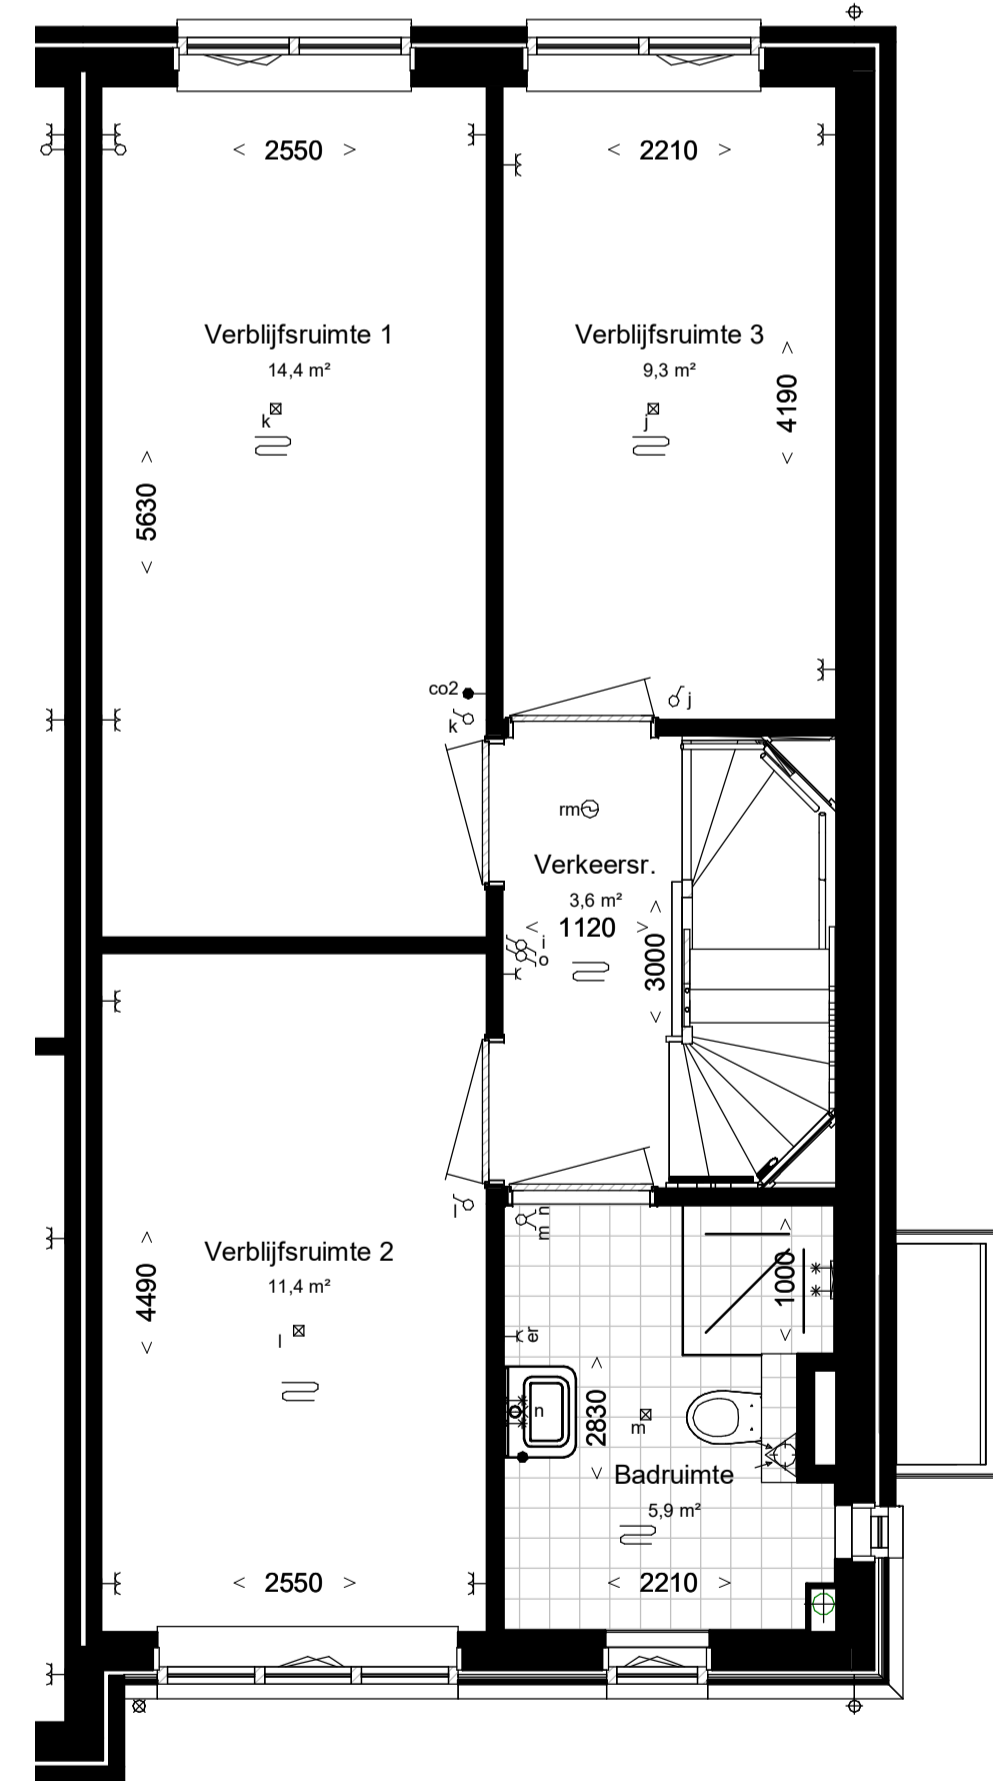 < 2550 >
< 2210 >
Verblijfsruimte 1
14,4 m²
k
Verblijfsruimte 3
9,3 m²
j
< 4190 >
< 5630 >
co2
k
j
rm
Verkeersr.
3,6 m²
< 1120 >
i
o
< 3000 >
l
n
m
Verblijfsruimte 2
11,4 m²
l
< 4490 >
< 1000 >
er
n
< 2830 >
m
Badruimte
5,9 m²
< 2550 >
< 2210 >